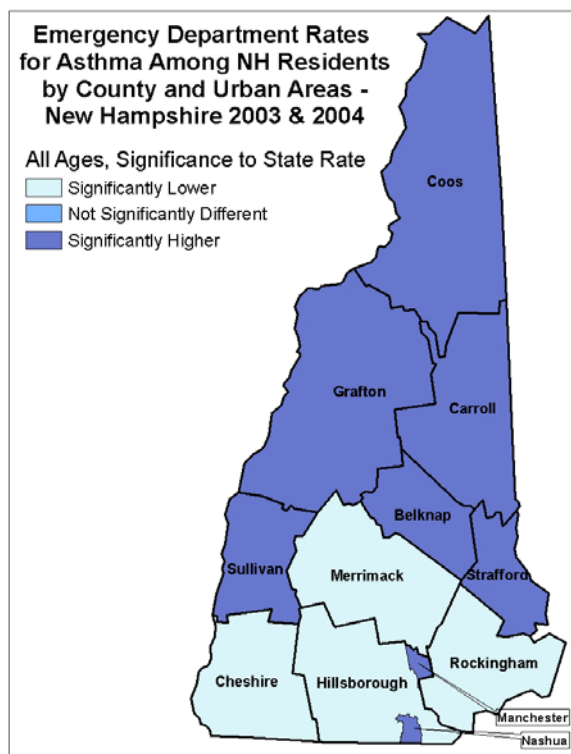 Emergency Department Rates
for Asthma Among NH Residents
by County and Urban Areas -
New Hampshire 2003 & 2004
All Ages, Significance to State Rate
Significantly Lower
Not Significantly Different
Significantly Higher
Coos
Grafton
Carroll
Belknap
Sullivan
Merrimack
Strafford
Cheshire
Hillsborough
Rockingham
Manchester
Nashua